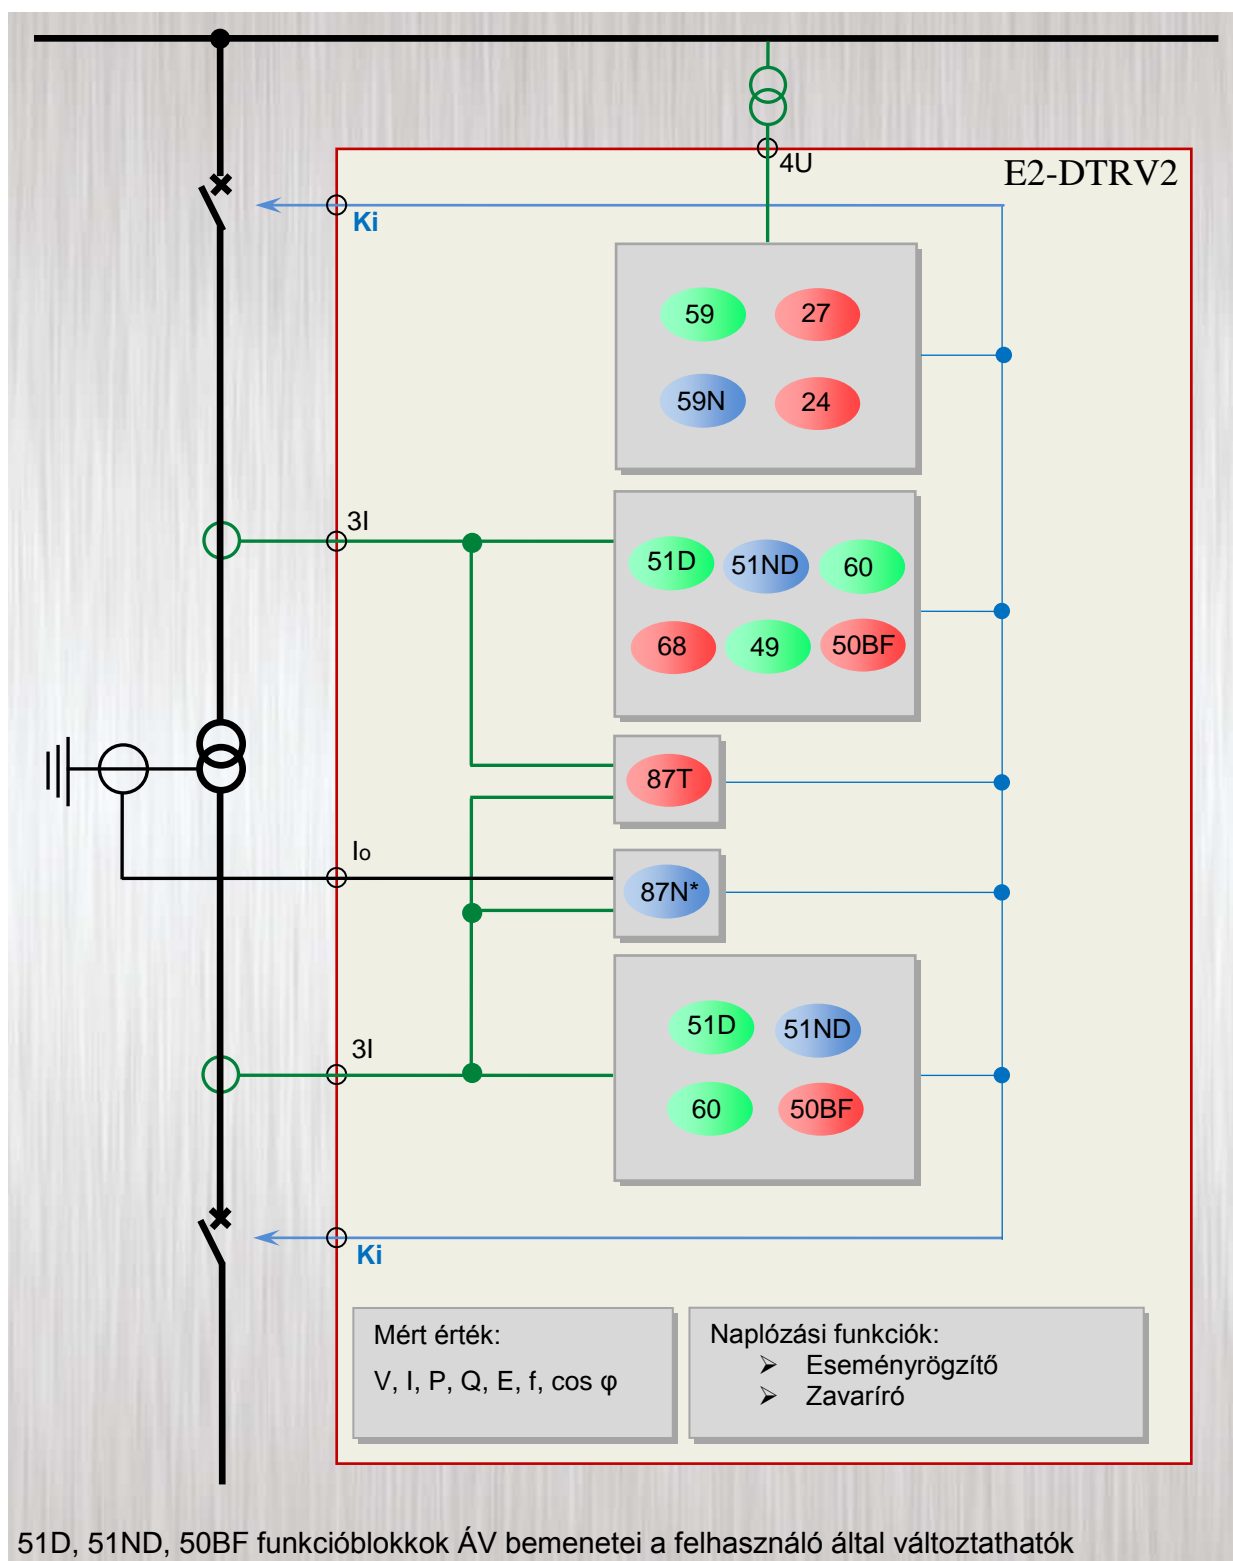 4U
E2-DTRV2
Ki
59
27
59N
24
3I
51D
51ND
60
68
49
50BF
87T
Io
87N*
51D
51ND
3I
60
50BF
Ki
Mért érték:
V, I, P, Q, E, f, cos φ
Naplózási funkciók:
➢ Eseményrögzítő
➢ Zavaríró
51D, 51ND, 50BF funkcióblokkok ÁV bemenetei a felhasználó által változtathatók